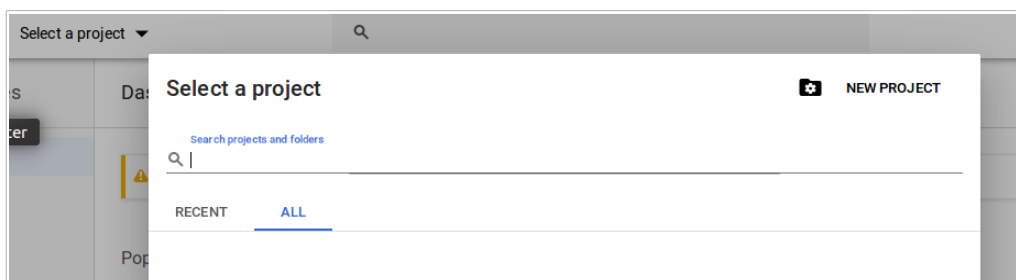 Select a project
Select a project
NEW PROJECT
Search projects and folders
RECENT
ALL